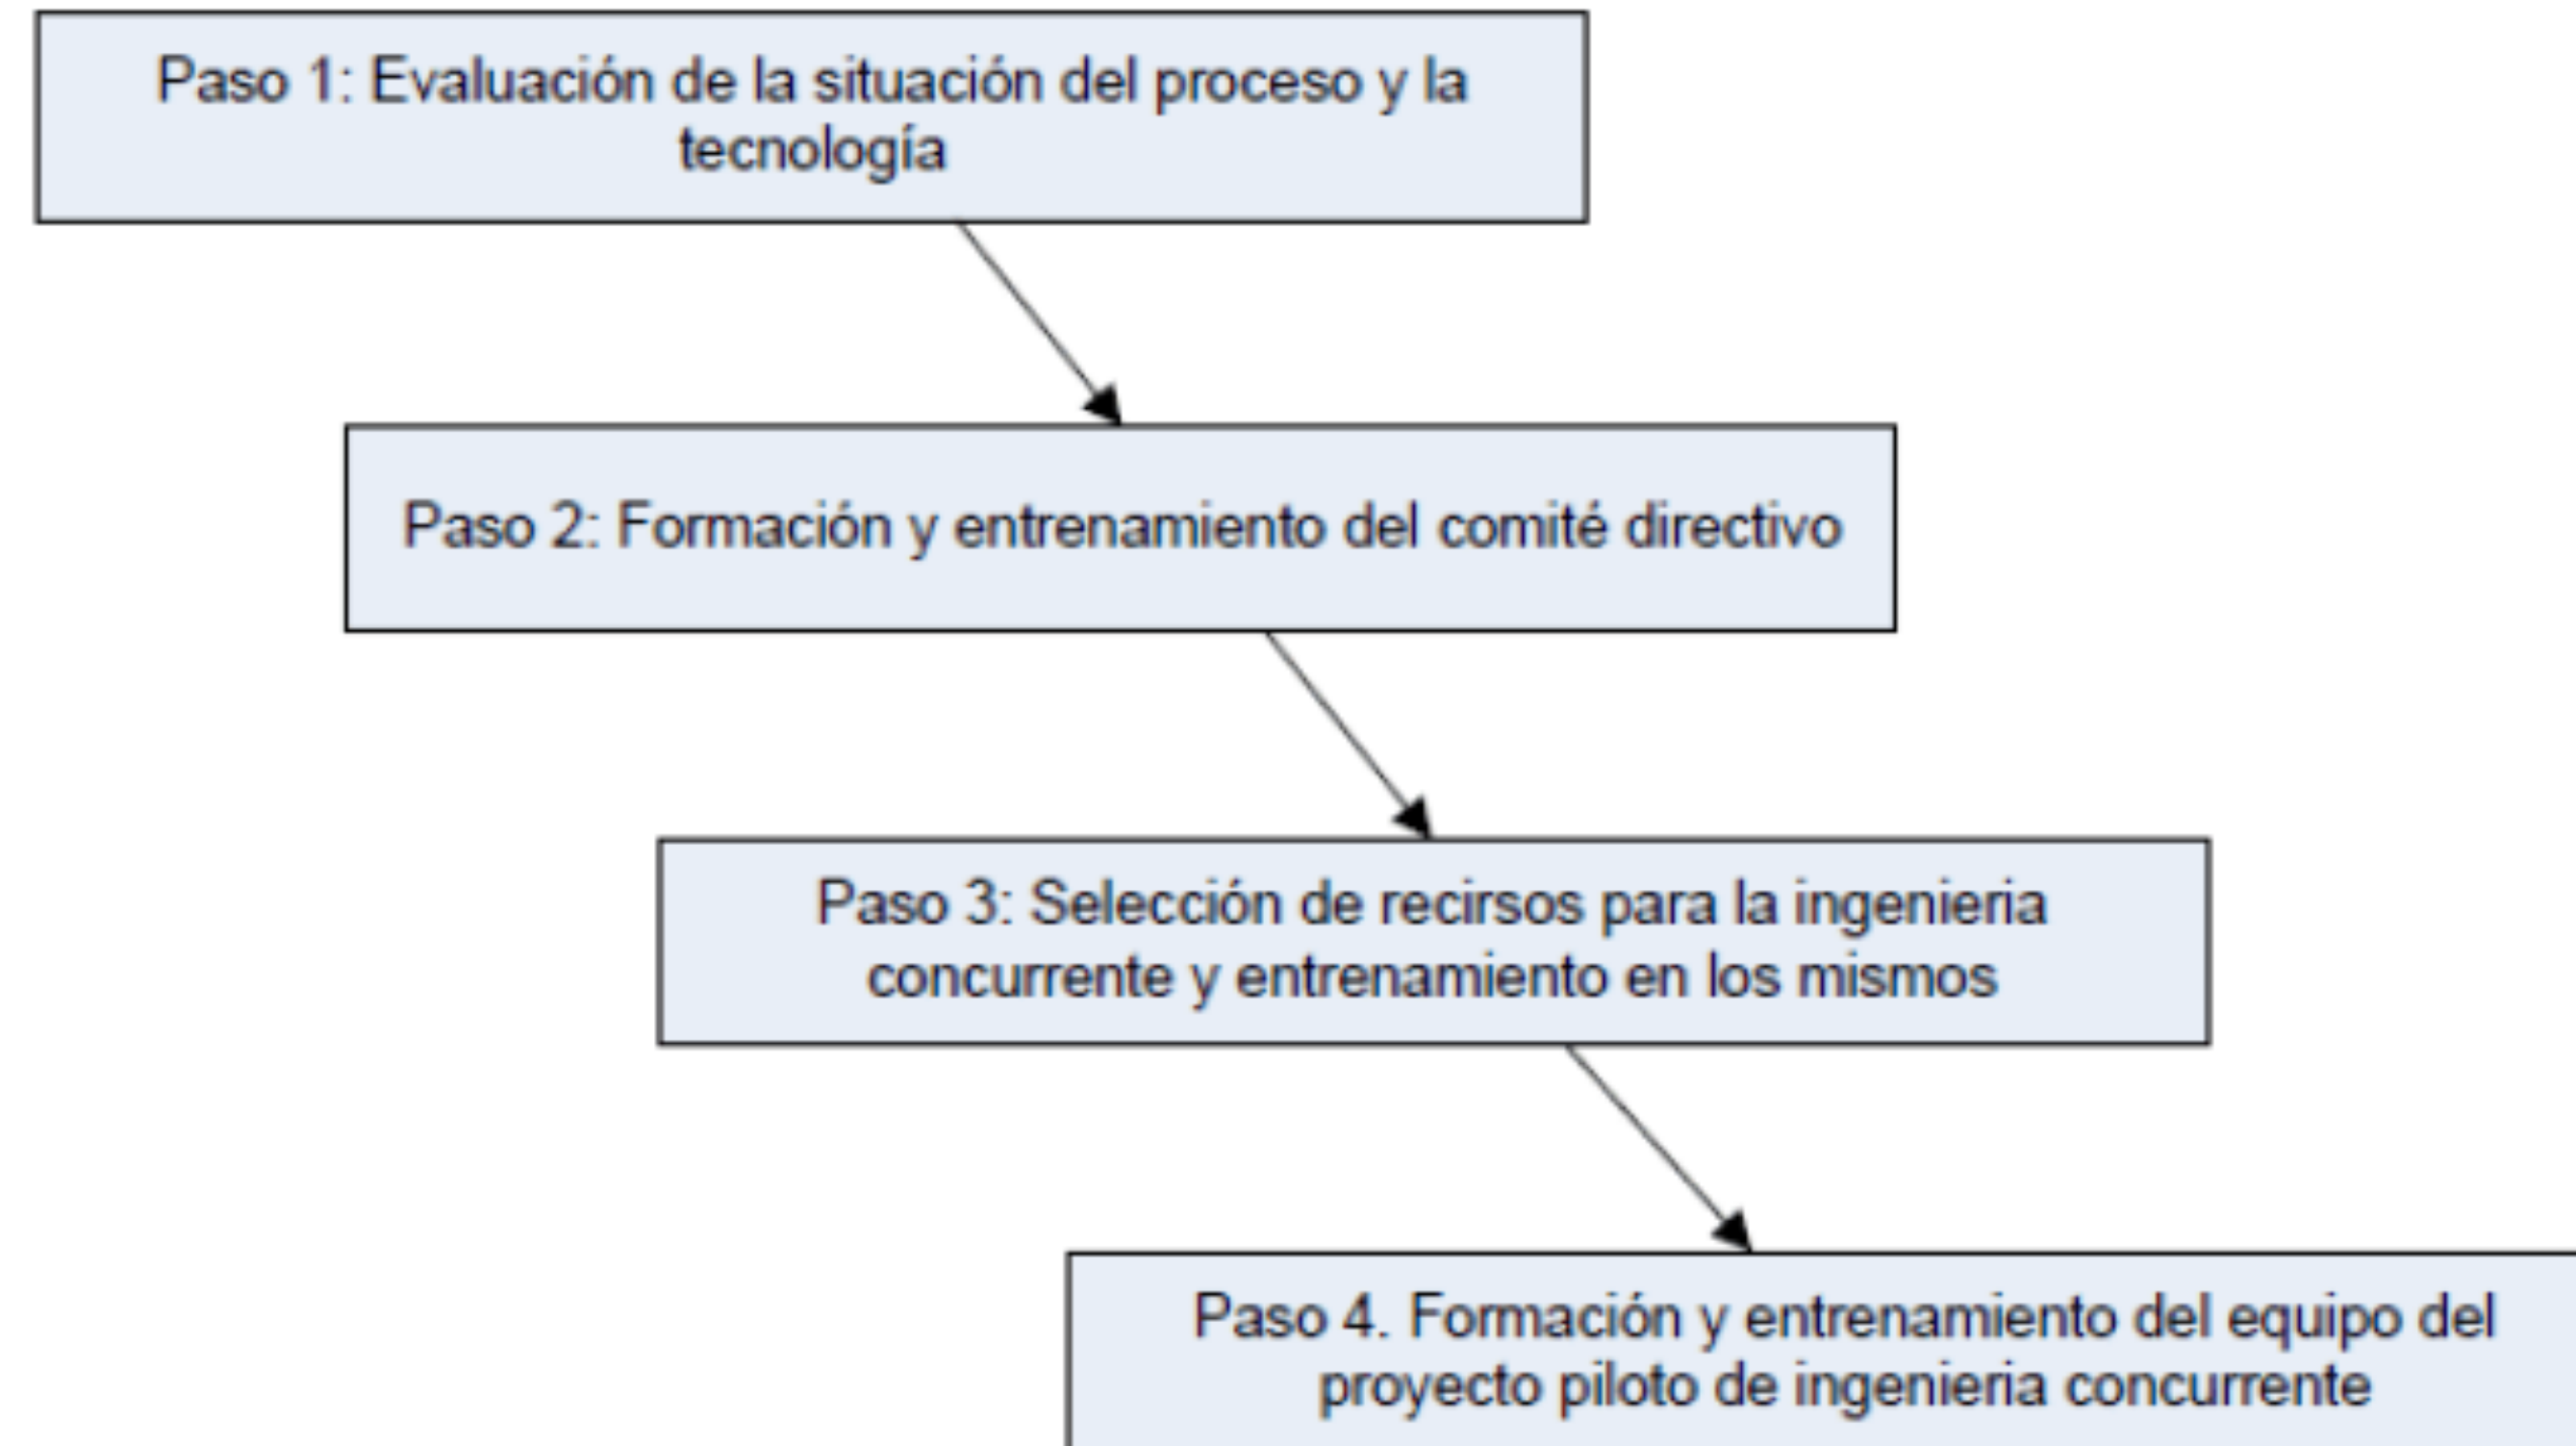 Paso 1: Evaluación de la situación del proceso y la
tecnología
Paso 2: Formación y entrenamiento del comité directivo
Paso 3: Selección de recirsos para la ingenieria
concurrente y entrenamiento en los mismos
Paso 4. Formación y entrenamiento del equipo del
proyecto piloto de ingenieria concurrente